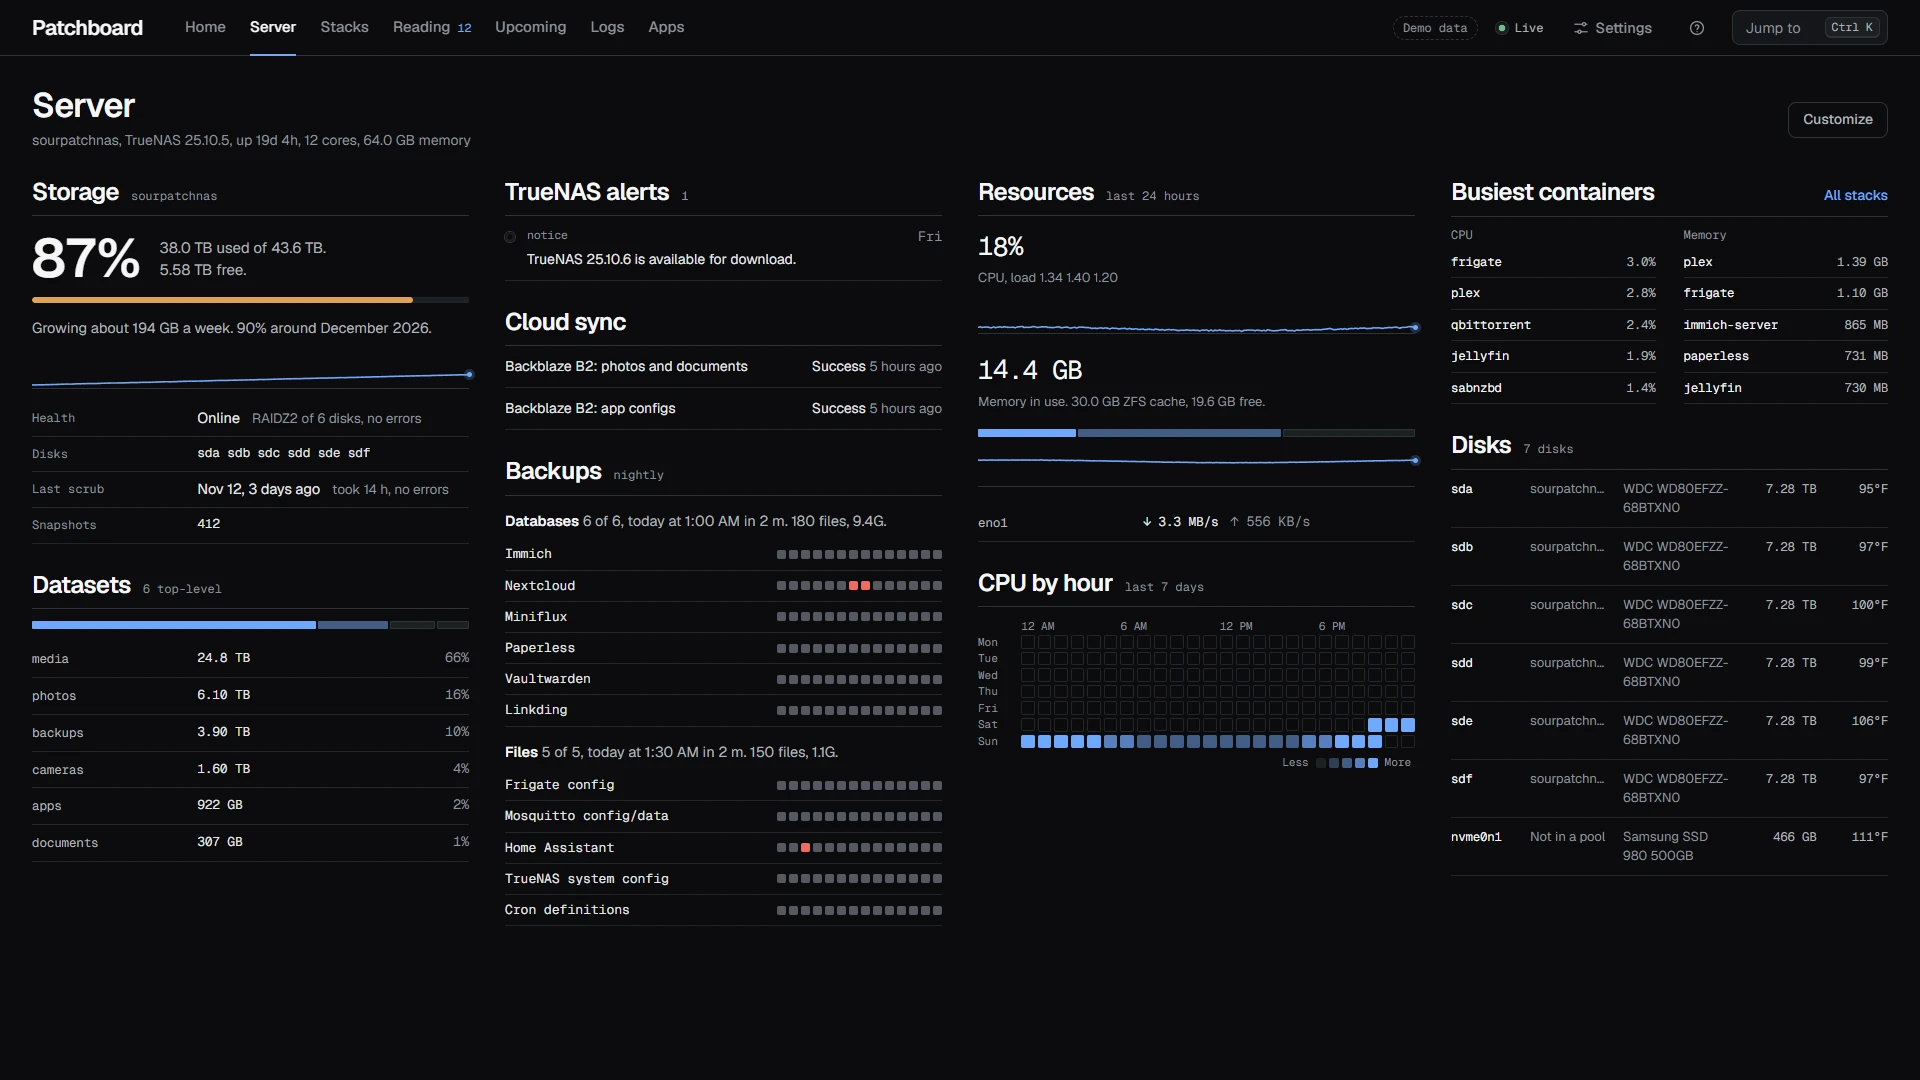 Patchboard
Home Server Stacks Reading 12 Upcoming Logs Apps
Demo data Live Settings Jump to Ctrl K
Server
sourpatchnas, TrueNAS 25.10.5, up 19d 4h, 12 cores, 64.0 GB memory
Customize
Storage sourpatchnas
87%
38.0 TB used of 43.6 TB.
5.58 TB free.
Growing about 194 GB a week. 90% around December 2026.
Health Online RAIDZ2 of 6 disks, no errors
Disks sda sdb sdc sdd sde sdf
Last scrub Nov 12, 3 days ago took 14 h, no errors
Snapshots 412
Datasets 6 top-level
media 24.8 TB 66%
photos 6.10 TB 16%
backups 3.90 TB 10%
cameras 1.60 TB 4%
apps 922 GB 2%
documents 307 GB 1%
TrueNAS alerts 1
notice Fri
TrueNAS 25.10.6 is available for download.
Cloud sync
Backblaze B2: photos and documents Success 5 hours ago
Backblaze B2: app configs Success 5 hours ago
Backups nightly
Databases 6 of 6, today at 1:00 AM in 2 m. 180 files, 9.4G.
Immich
Nextcloud
Miniflux
Paperless
Vaultwarden
Linkding
Files 5 of 5, today at 1:30 AM in 2 m. 150 files, 1.1G.
Frigate config
Mosquitto config/data
Home Assistant
TrueNAS system config
Cron definitions
Resources last 24 hours
18%
CPU, load 1.34 1.40 1.20
14.4 GB
Memory in use. 30.0 GB ZFS cache, 19.6 GB free.
eno1 ↓ 3.3 MB/s ↑ 556 KB/s
CPU by hour last 7 days
12 AM 6 AM 12 PM 6 PM
Mon
Tue
Wed
Thu
Fri
Sat
Sun
Less More
Busiest containers All stacks
CPU Memory
frigate 3.0% plex 1.39 GB
plex 2.8% frigate 1.10 GB
qbittorrent 2.4% immich-server 865 MB
jellyfin 1.9% paperless 731 MB
sabnzbd 1.4% jellyfin 730 MB
Disks 7 disks
sda sourpatchn... WDC WD80EFZZ- 7.28 TB 95°F
68BTXN0
sdb sourpatchn... WDC WD80EFZZ- 7.28 TB 97°F
68BTXN0
sdc sourpatchn... WDC WD80EFZZ- 7.28 TB 100°F
68BTXN0
sdd sourpatchn... WDC WD80EFZZ- 7.28 TB 99°F
68BTXN0
sde sourpatchn... WDC WD80EFZZ- 7.28 TB 106°F
68BTXN0
sdf sourpatchn... WDC WD80EFZZ- 7.28 TB 97°F
68BTXN0
nvme0n1 Not in a pool Samsung SSD 466 GB 111°F
980 500GB